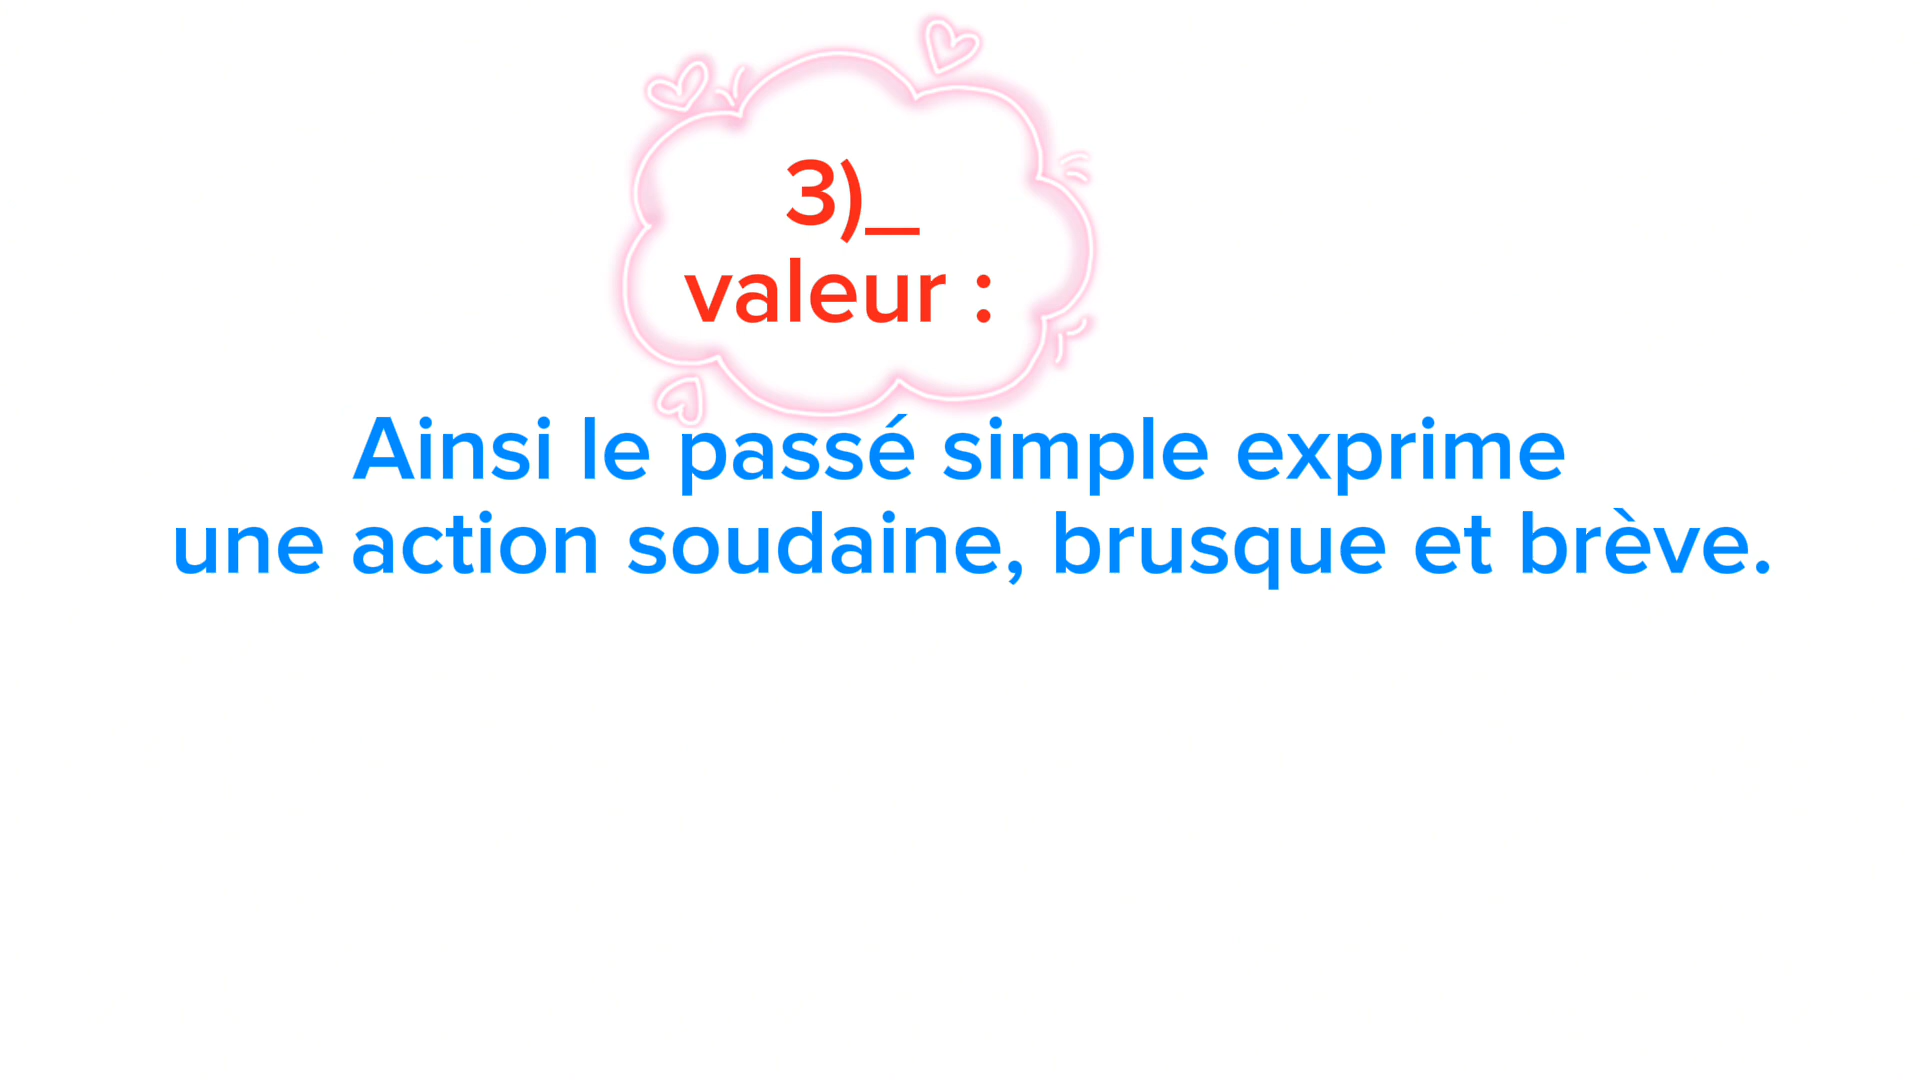 3)_
valeur :
Ainsi le passé simple exprime
une action soudaine, brusque et brève.